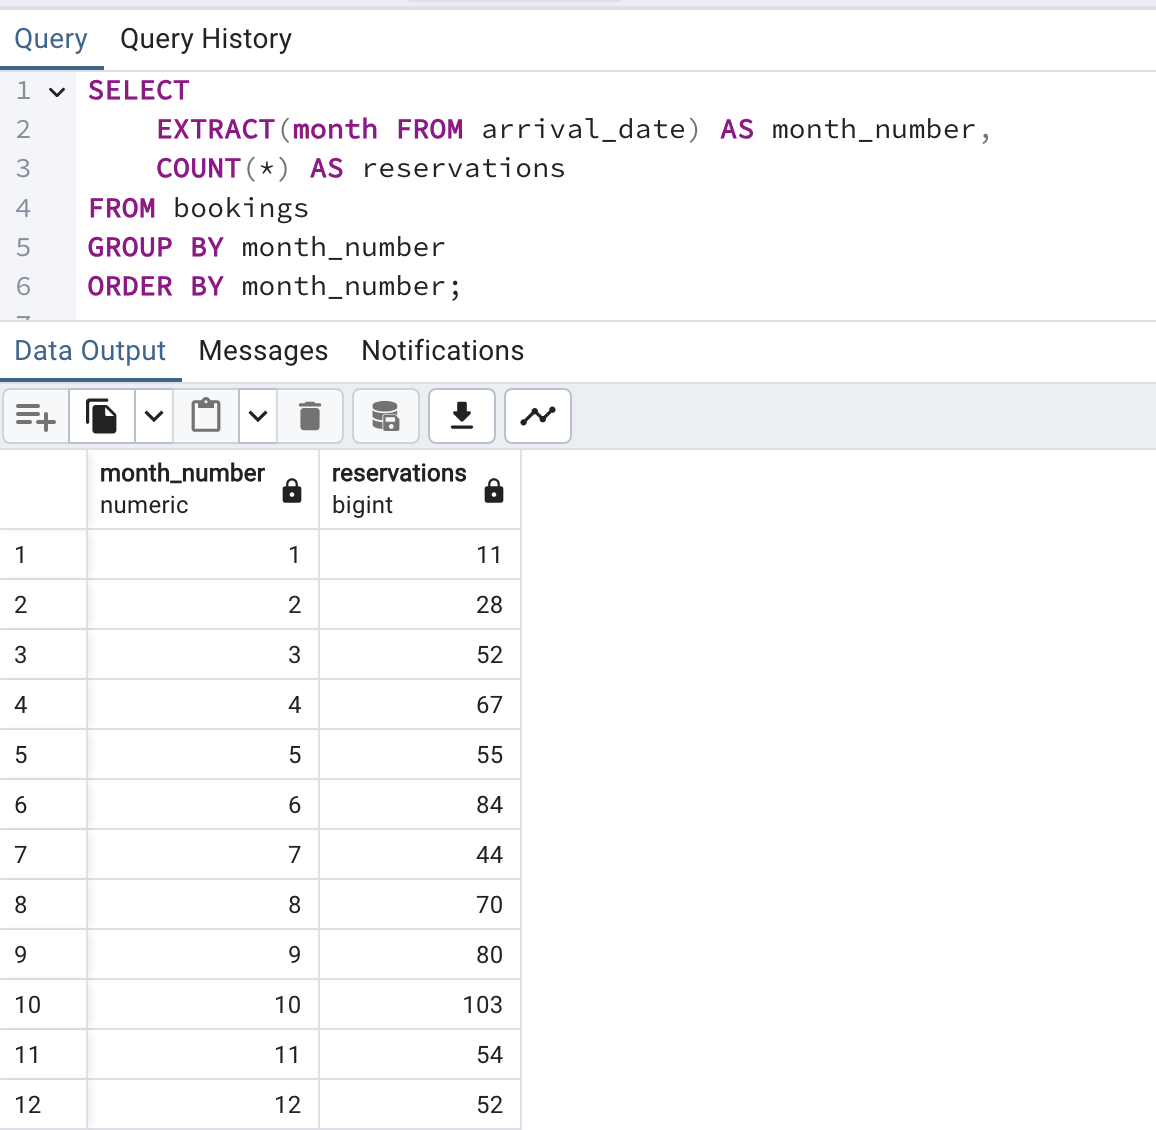 Query Query History
1 SELECT
2 EXTRACT(month FROM arrival_date) AS month_number,
3 COUNT(*) AS reservations
4 FROM bookings
5 GROUP BY month_number
6 ORDER BY month_number;
Data Output Messages Notifications
month_number reservations
numeric bigint
1 1 11
2 2 28
3 3 52
4 4 67
5 5 55
6 6 84
7 7 44
8 8 70
9 9 80
10 10 103
11 11 54
12 12 52